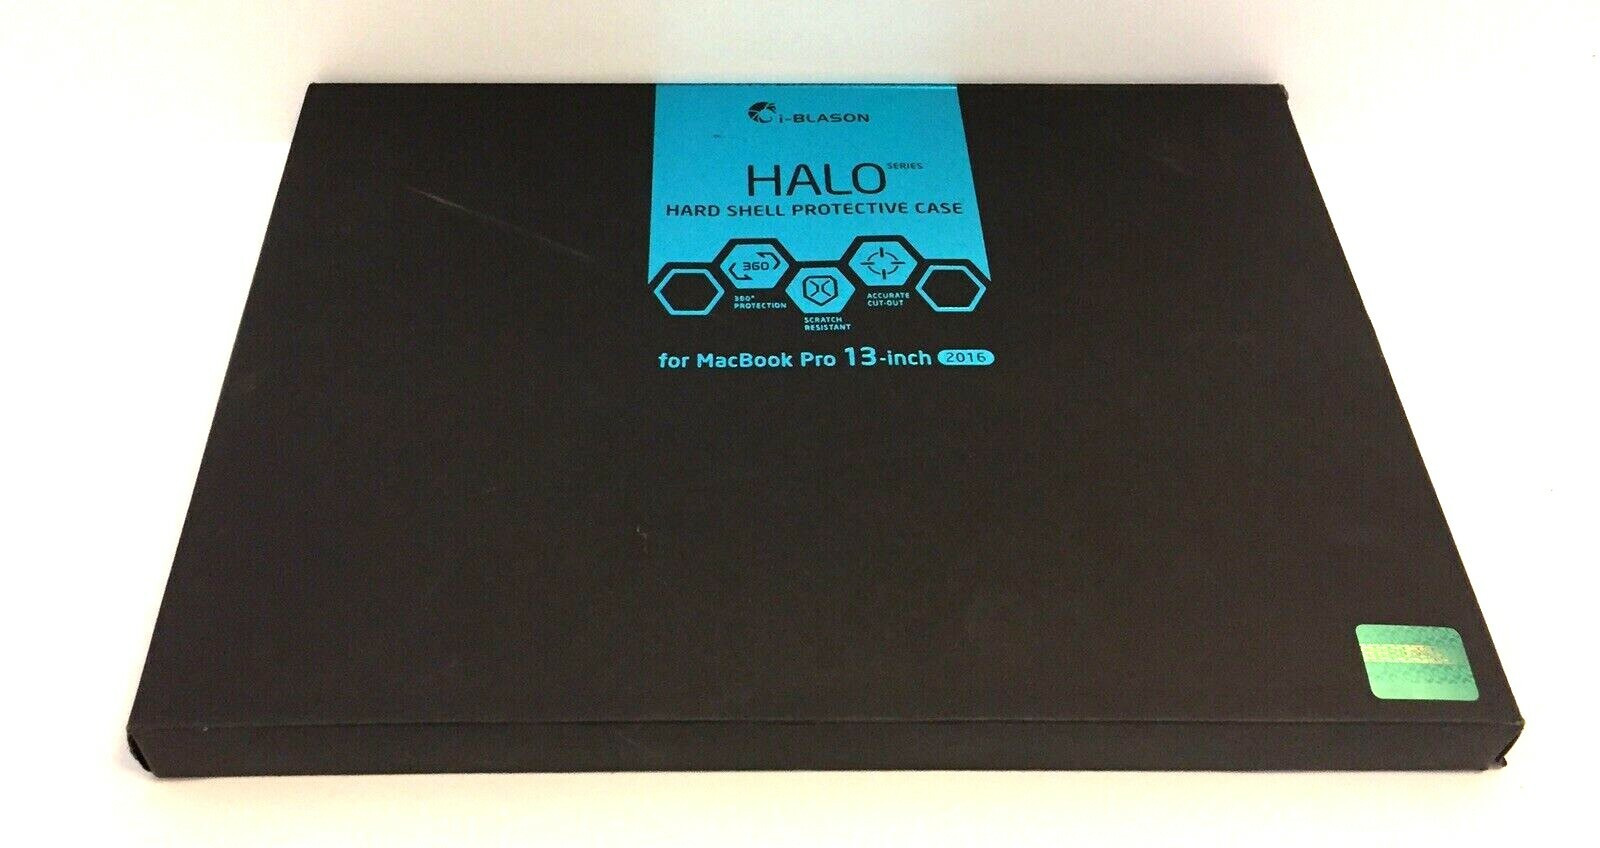 i-BLASON
HALO SERIES
HARD SHELL PROTECTIVE CASE
360
360°
PROTECTION
SCRATCH
RESISTANT
ACCURATE
CUT-OUT
for MacBook Pro 13-inch 2016